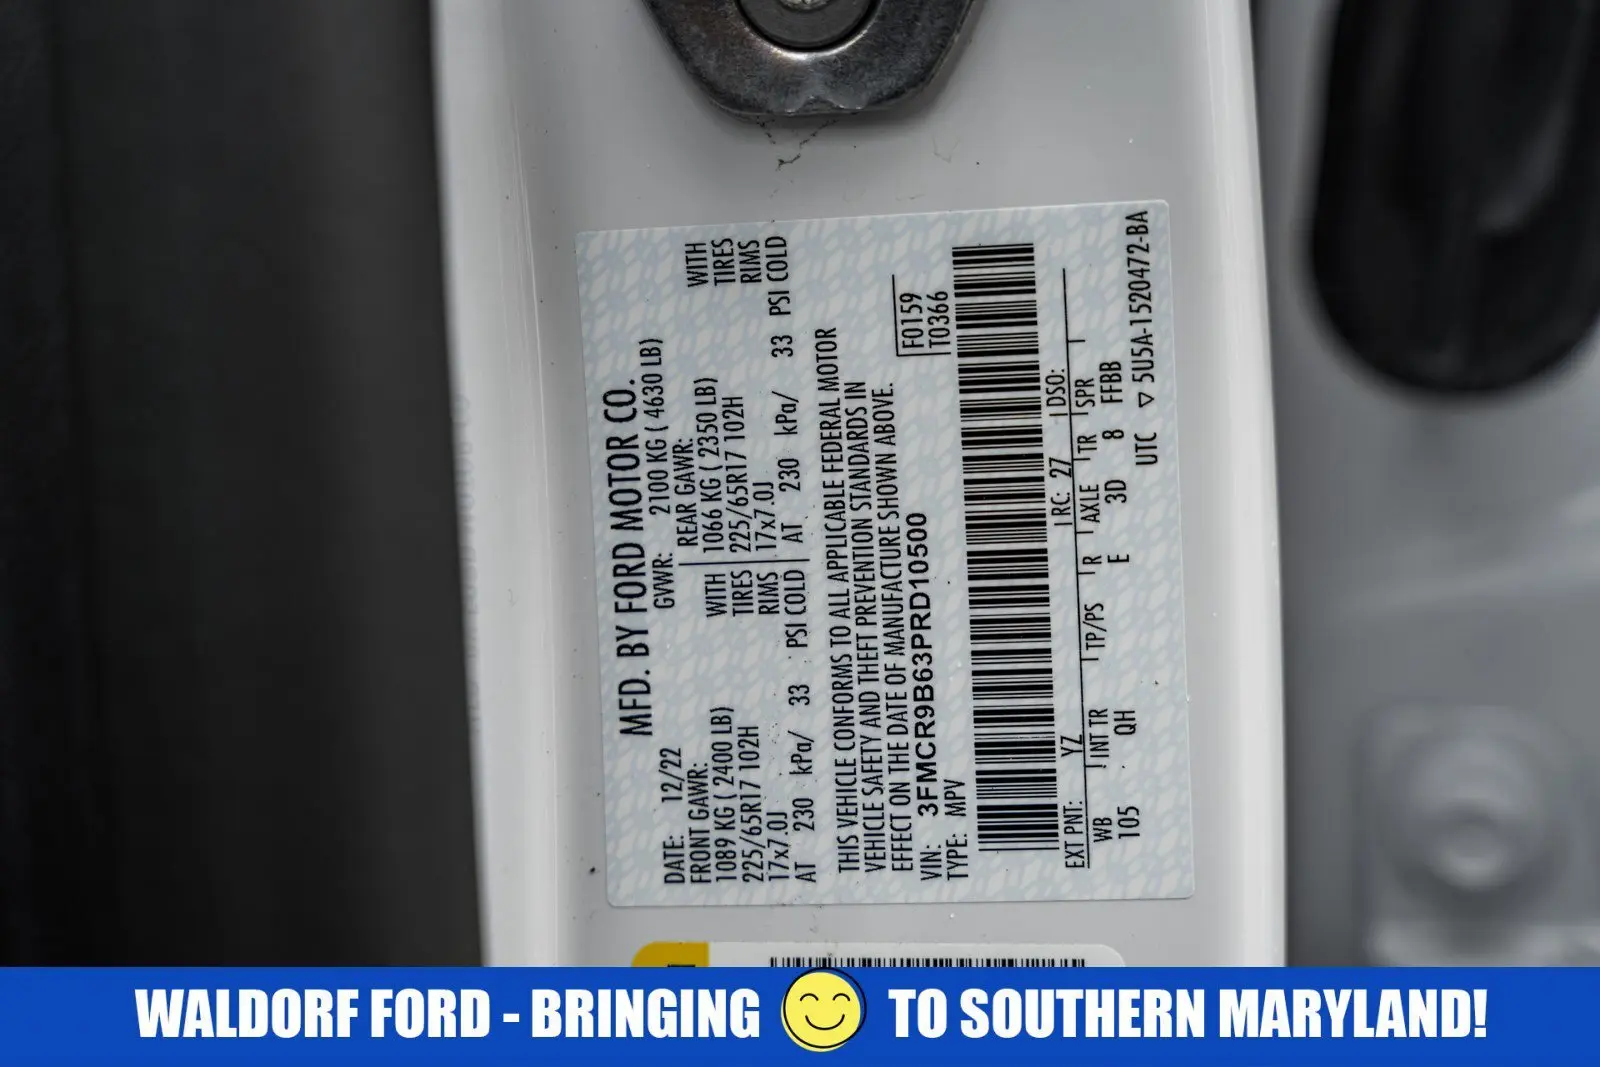 MFD. BY FORD MOTOR CO.
DATE: 12/22 GVWR: 2100 KG ( 4630 LB)
FRONT GAWR: REAR GAWR:
1089 KG ( 2400 LB) WITH 1066 KG ( 2350 LB) WITH
225/65R17 102H TIRES 225/65R17 102H TIRES
17x7.0J RIMS 17x7.0J RIMS
AT 230 kPa/ 33 PSI COLD AT 230 kPa/ 33 PSI COLD
THIS VEHICLE CONFORMS TO ALL APPLICABLE FEDERAL MOTOR
VEHICLE SAFETY AND THEFT PREVENTION STANDARDS IN
EFFECT ON THE DATE OF MANUFACTURE SHOWN ABOVE.
VIN: 3FMCR9B63PRD10500 F0159
TYPE: MPV T0366
EXT PNT: YZ RC: 27 DSO:
WB INT TR TP/PS R AXLE TR SPR
105 QH E 3D 8 FFBB
UTC ▽ 5U5A-1520472-BA
WALDORF FORD - BRINGING TO SOUTHERN MARYLAND!